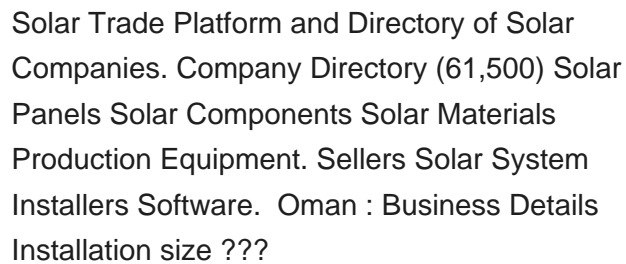 Solar Trade Platform and Directory of Solar
Companies. Company Directory (61,500) Solar
Panels Solar Components Solar Materials
Production Equipment. Sellers Solar System
Installers Software.  Oman : Business Details
Installation size ???